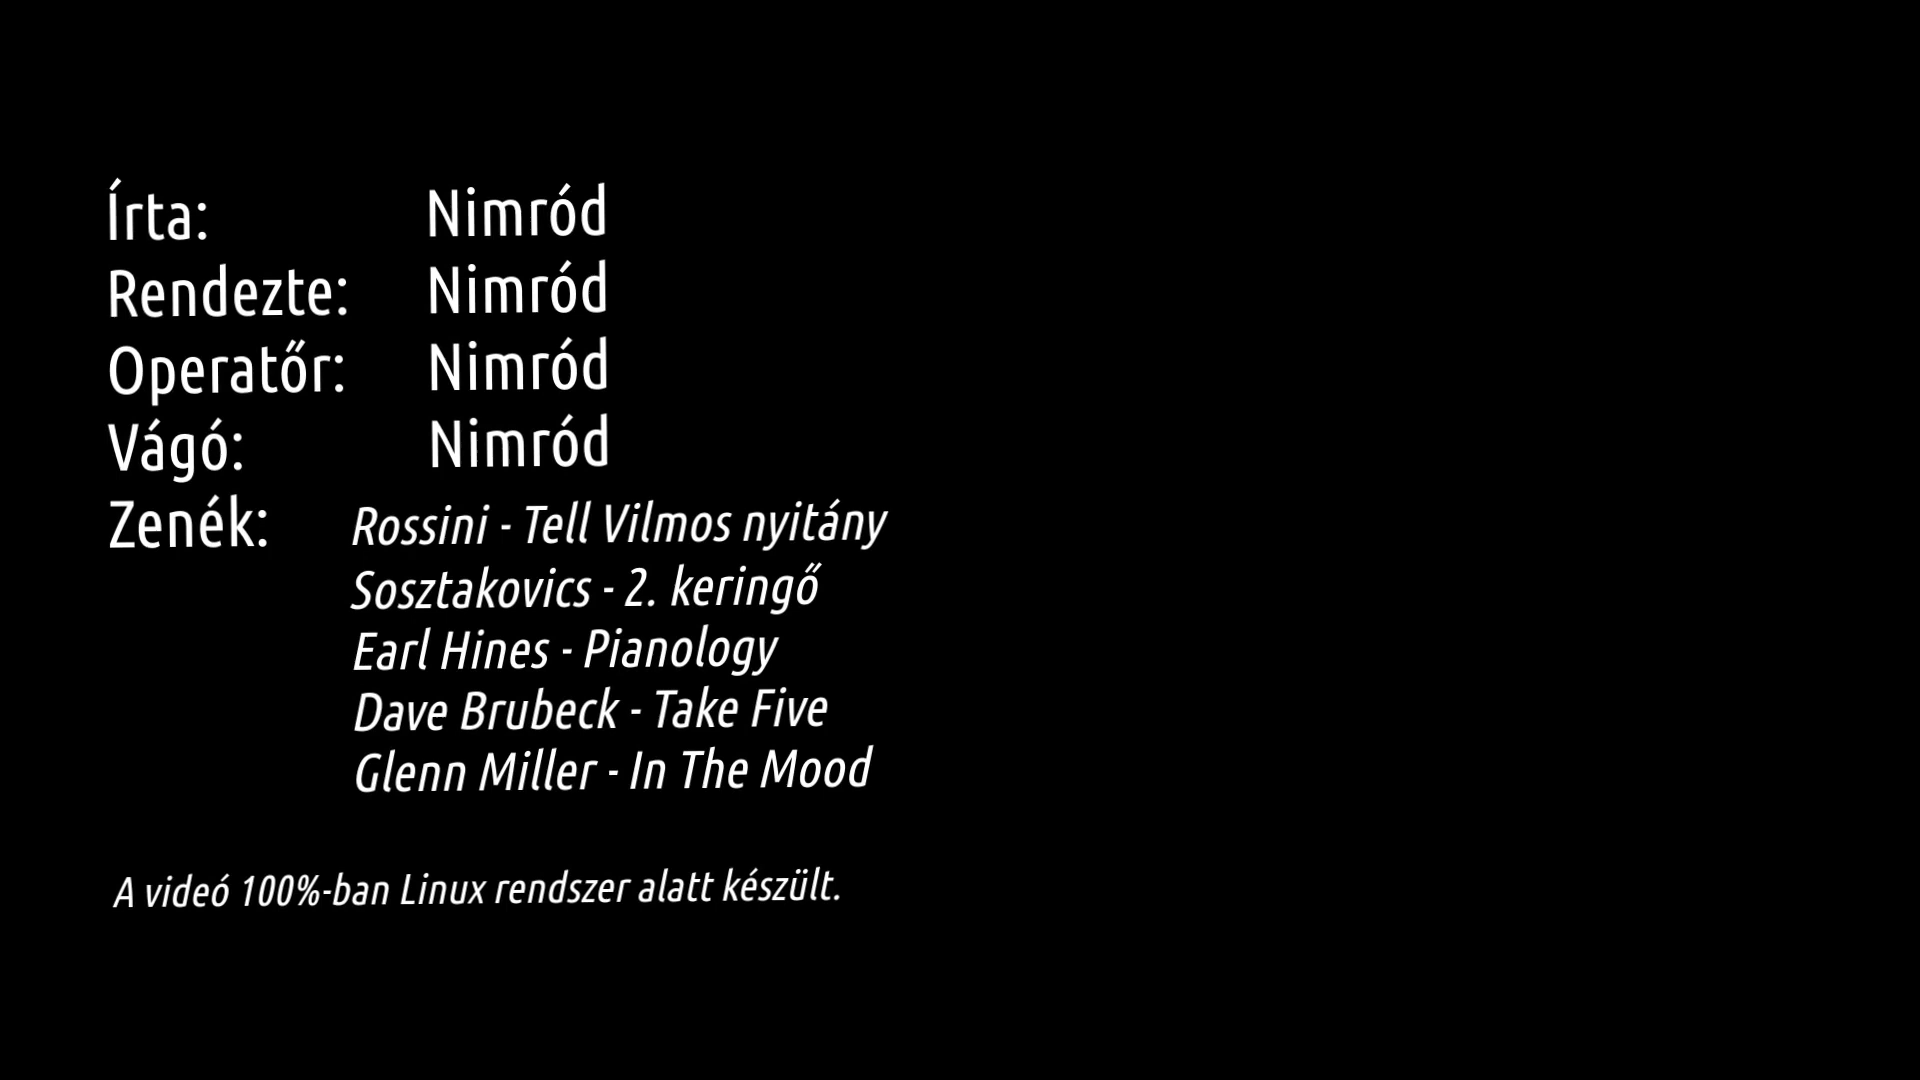 Írta: Nimród
Rendezte: Nimród
Operatőr: Nimród
Vágó: Nimród
Zenék: Rossini - Tell Vilmos nyitány
Sosztakovics - 2. keringő
Earl Hines - Pianology
Dave Brubeck - Take Five
Glenn Miller - In The Mood
A videó 100%-ban Linux rendszer alatt készült.